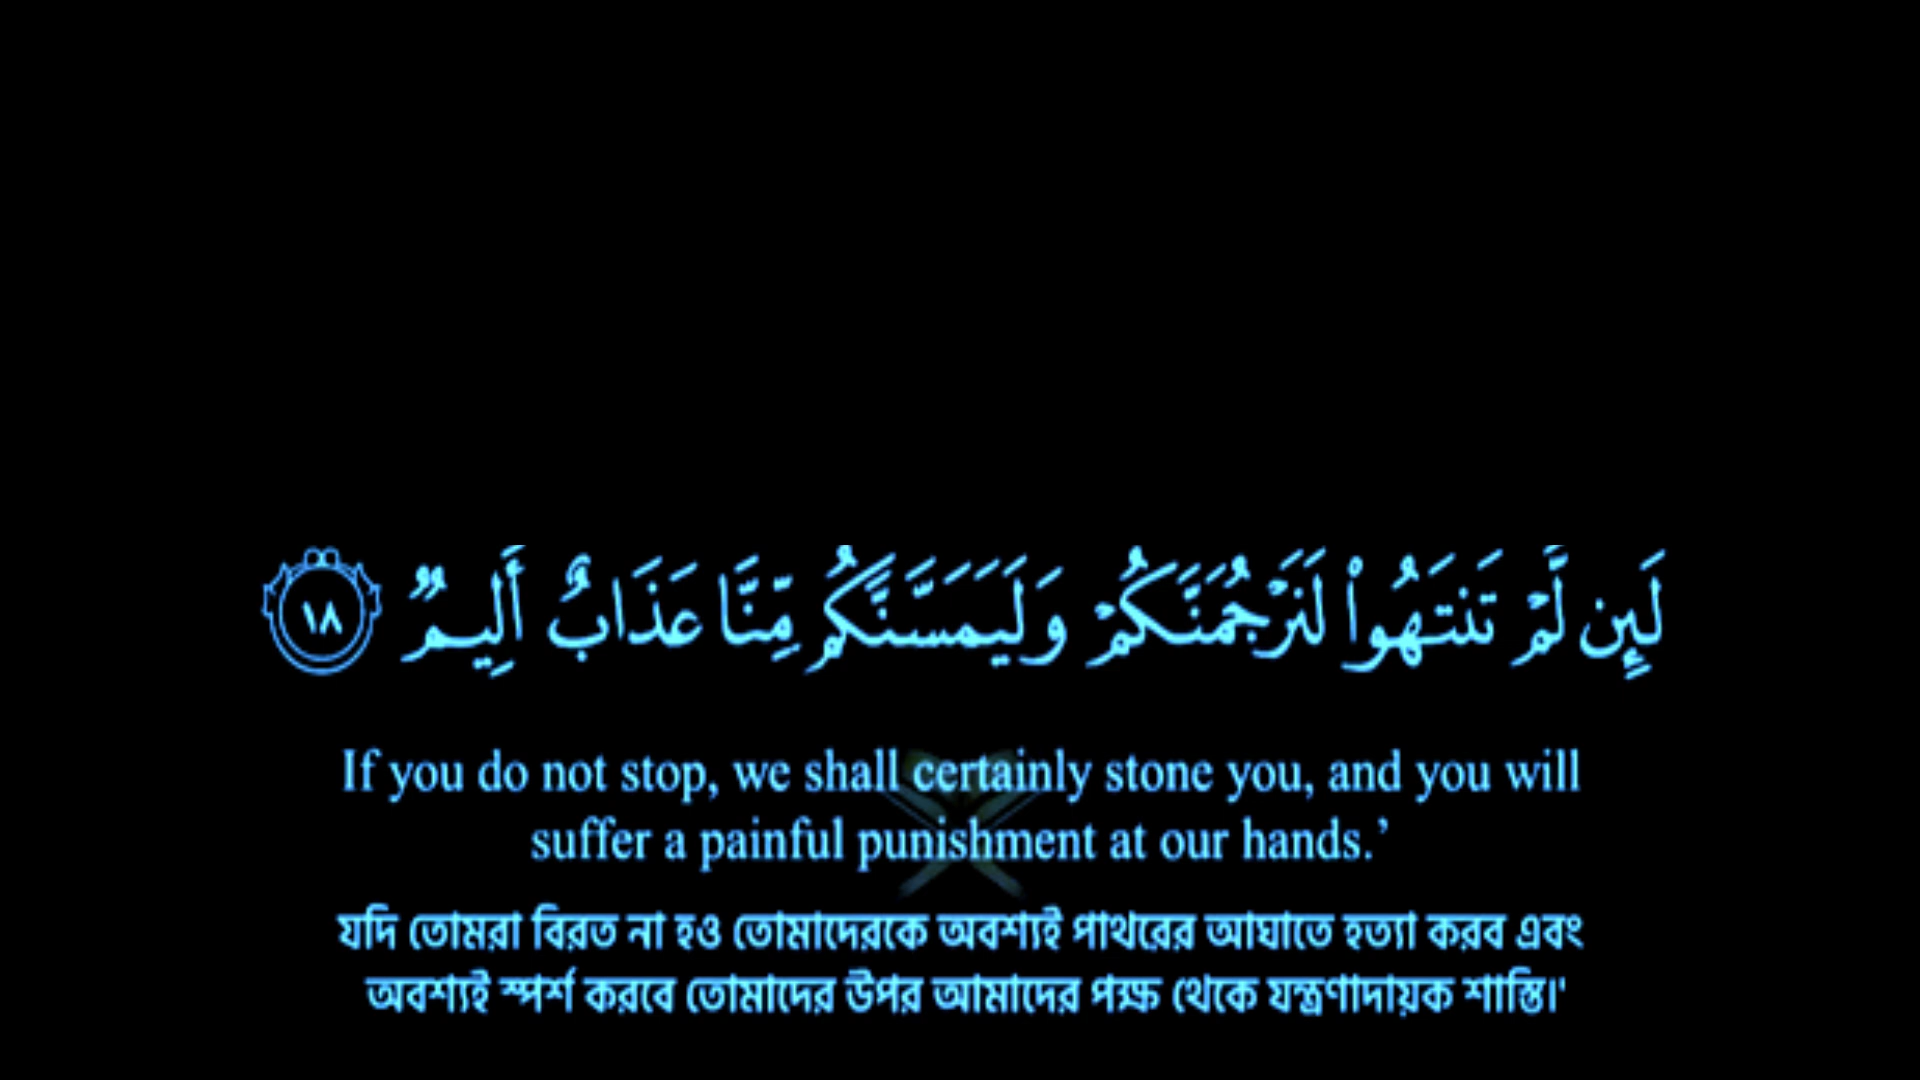 لَئِن لَّمْ تَنتَهُوا۟ لَنَرْجُمَنَّكُمْ وَلَيَمَسَّنَّكُم مِّنَّا عَذَابٌ أَلِيمٌ ١٨
If you do not stop, we shall certainly stone you, and you will
suffer a painful punishment at our hands.’
যদি তোমরা বিরত না হও তোমাদেরকে অবশ্যই পাথরের আঘাতে হত্যা করব এবং
অবশ্যই স্পর্শ করবে তোমাদের উপর আমাদের পক্ষ থেকে যন্ত্রণাদায়ক শাস্তি।'